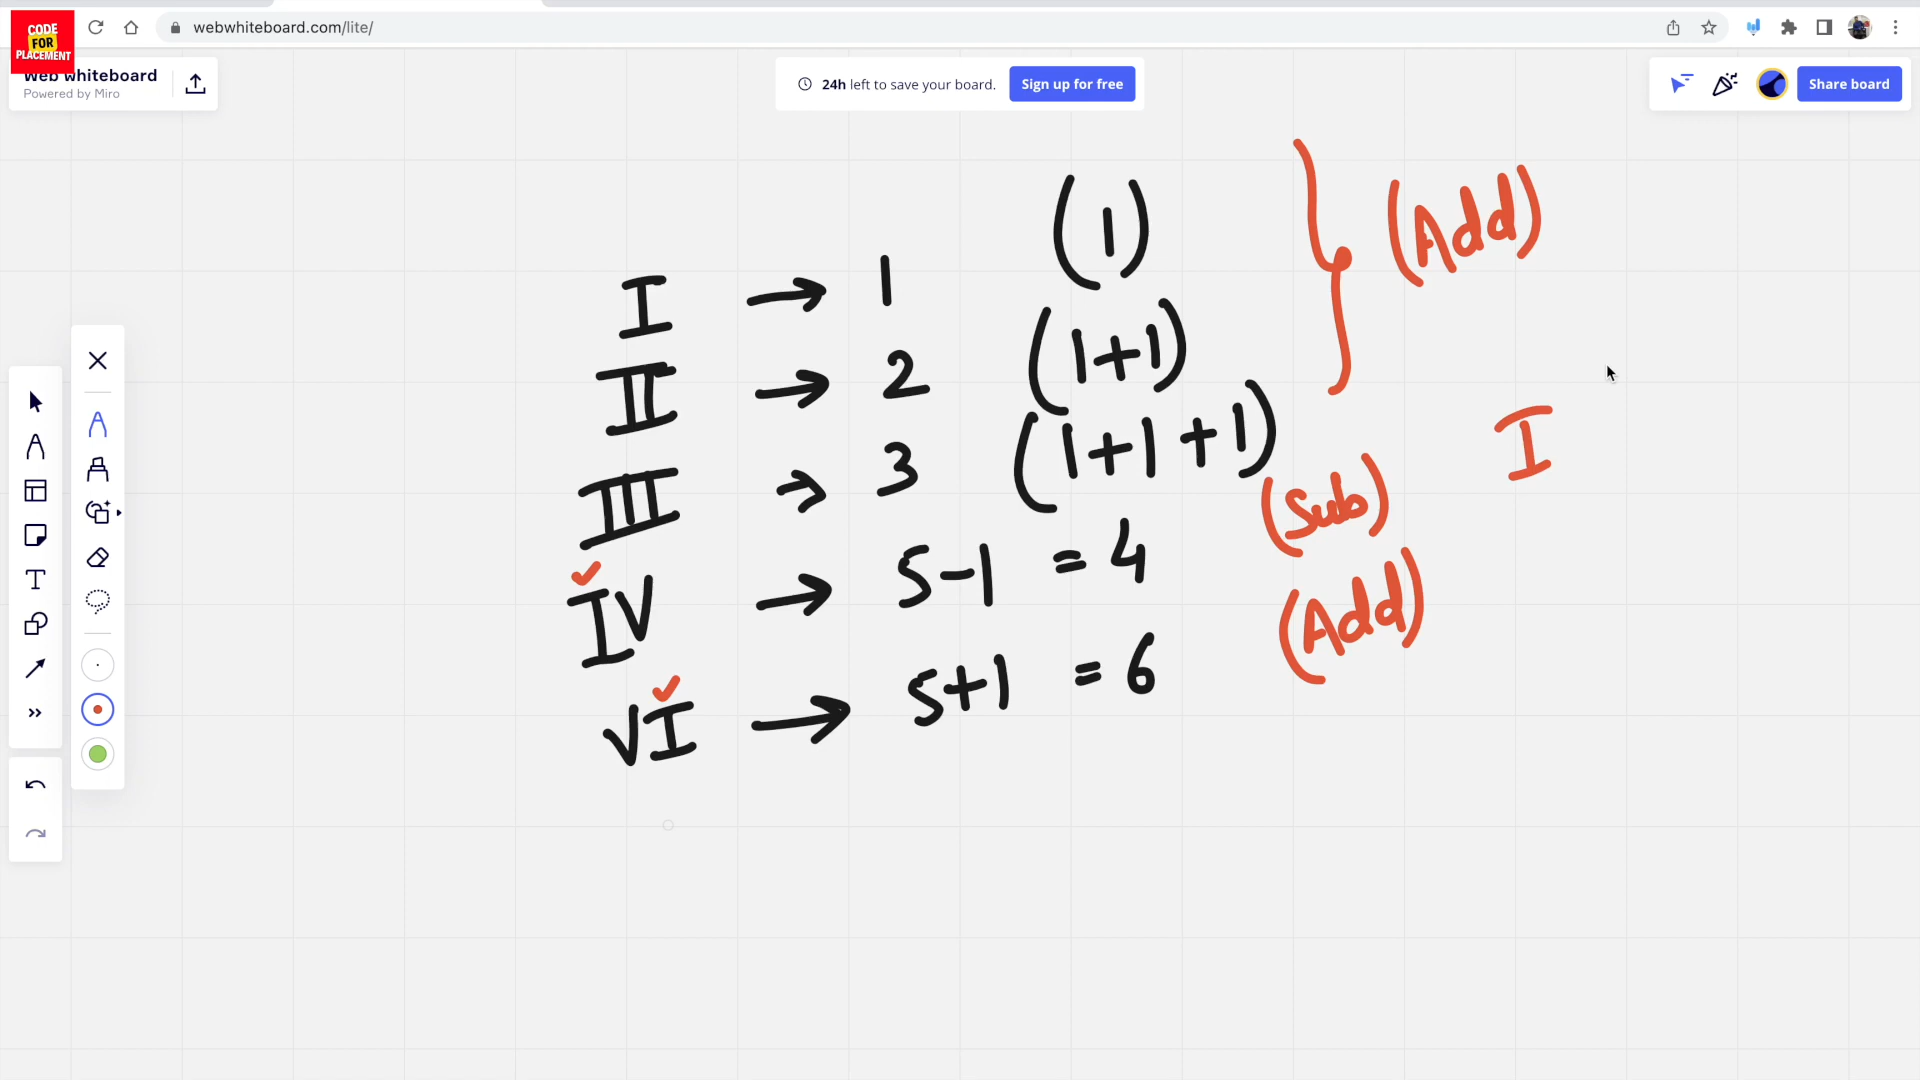 CODE
FOR
PLACEMENT
webwhiteboard.com/lite/
Web whiteboard
Powered by Miro
24h left to save your board.
Sign up for free
Share board
(1) (Add)
I → 1
II → 2 (1+1)
III → 3 (1+1+1)
I
IV → 5-1 = 4 (Sub)
VI → 5+1 = 6 (Add)